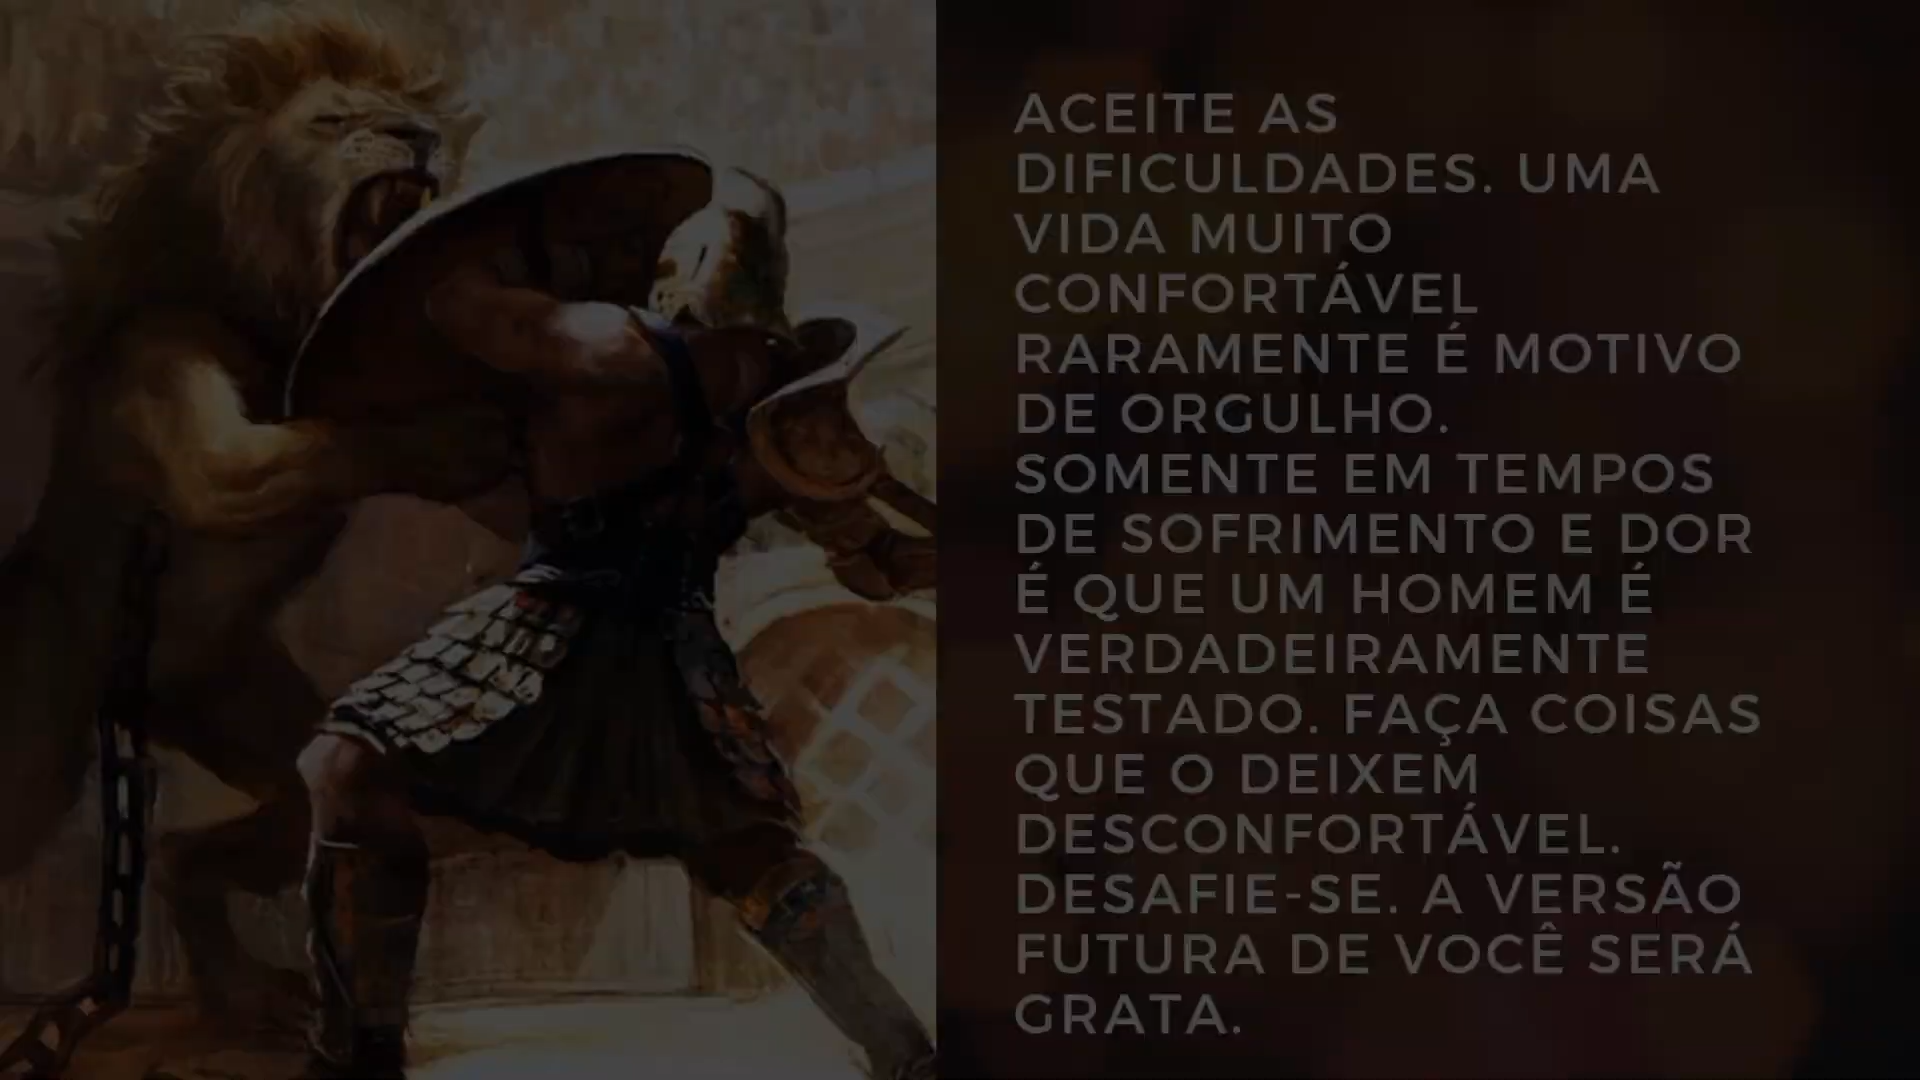 ACEITE AS
DIFICULDADES. UMA
VIDA MUITO
CONFORTÁVEL
RARAMENTE É MOTIVO
DE ORGULHO.
SOMENTE EM TEMPOS
DE SOFRIMENTO E DOR
É QUE UM HOMEM É
VERDADEIRAMENTE
TESTADO. FAÇA COISAS
QUE O DEIXEM
DESCONFORTÁVEL.
DESAFIE-SE. A VERSÃO
FUTURA DE VOCÊ SERÁ
GRATA.